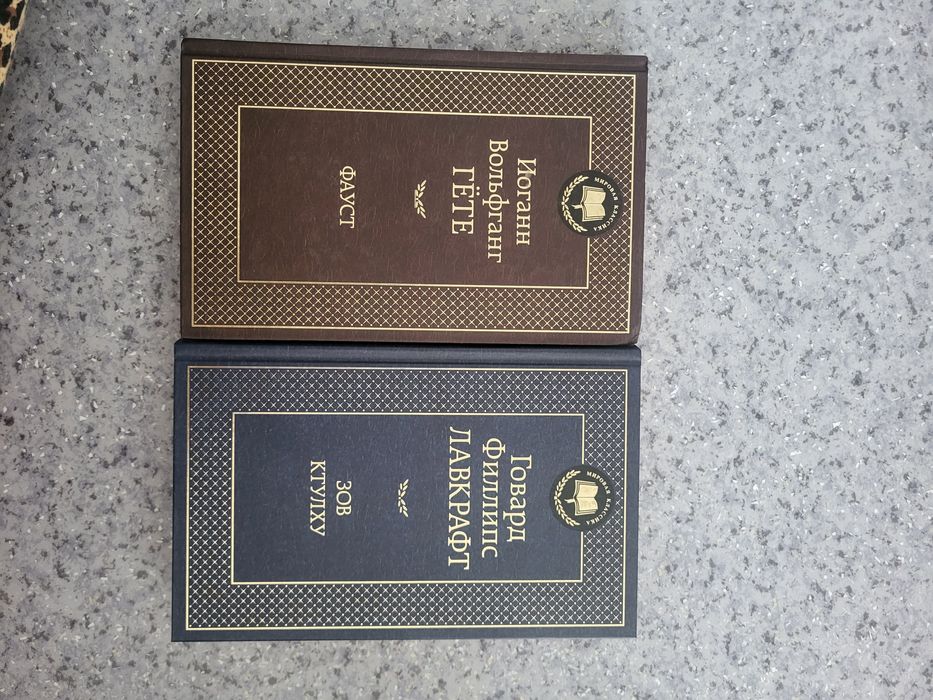 МИРОВАЯ КЛАССИКА
Иоганн
Вольфганг
ГЁТЕ
ФАУСТ
МИРОВАЯ КЛАССИКА
Говард
Филлипс
ЛАВКРАФТ
ЗОВ
КТУЛХУ